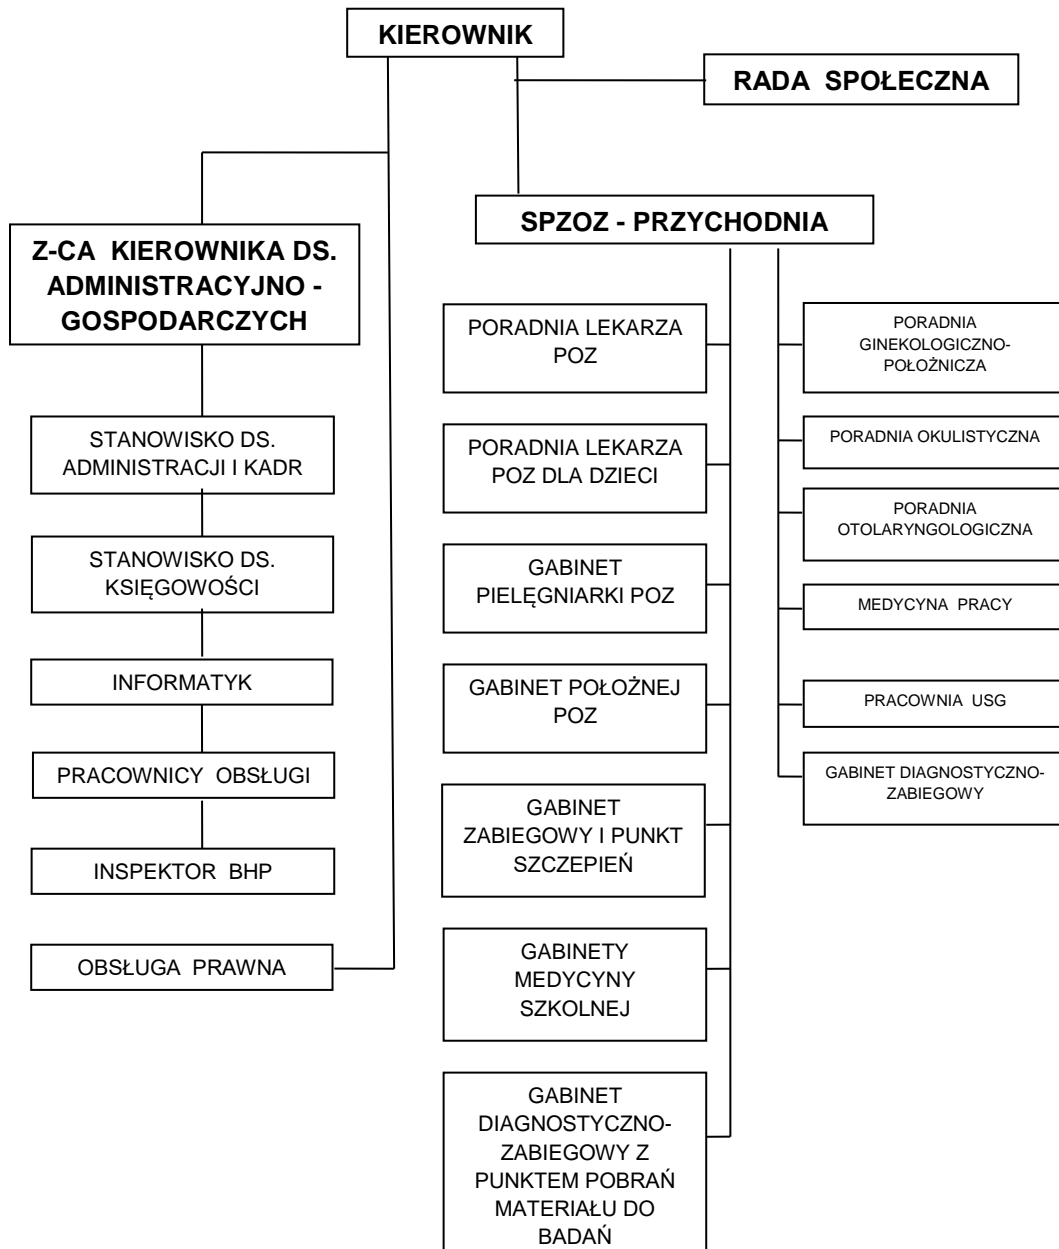 KIEROWNIK
RADA SPOŁECZNA
Z-CA KIEROWNIKA DS.
ADMINISTRACYJNO -
GOSPODARCZYCH
STANOWISKO DS.
ADMINISTRACJI I KADR
STANOWISKO DS.
KSIĘGOWOŚCI
INFORMATYK
PRACOWNICY OBSŁUGI
INSPEKTOR BHP
OBSŁUGA PRAWNA
SPZOZ - PRZYCHODNIA
PORADNIA LEKARZA
POZ
PORADNIA LEKARZA
POZ DLA DZIECI
GABINET
PIELĘGNIARKI POZ
GABINET POŁOŻNEJ
POZ
GABINET
ZABIEGOWY I PUNKT
SZCZEPIEŃ
GABINETY
MEDYCYNY
SZKOLNEJ
GABINET
DIAGNOSTYCZNO-
ZABIEGOWY Z
PUNKTEM POBRAŃ
MATERIAŁU DO
BADAŃ
PORADNIA
GINEKOLOGICZNO-
POŁOŻNICZA
PORADNIA OKULISTYCZNA
PORADNIA
OTOLARYNGOLOGICZNA
MEDYCYNA PRACY
PRACOWNIA USG
GABINET DIAGNOSTYCZNO-
ZABIEGOWY